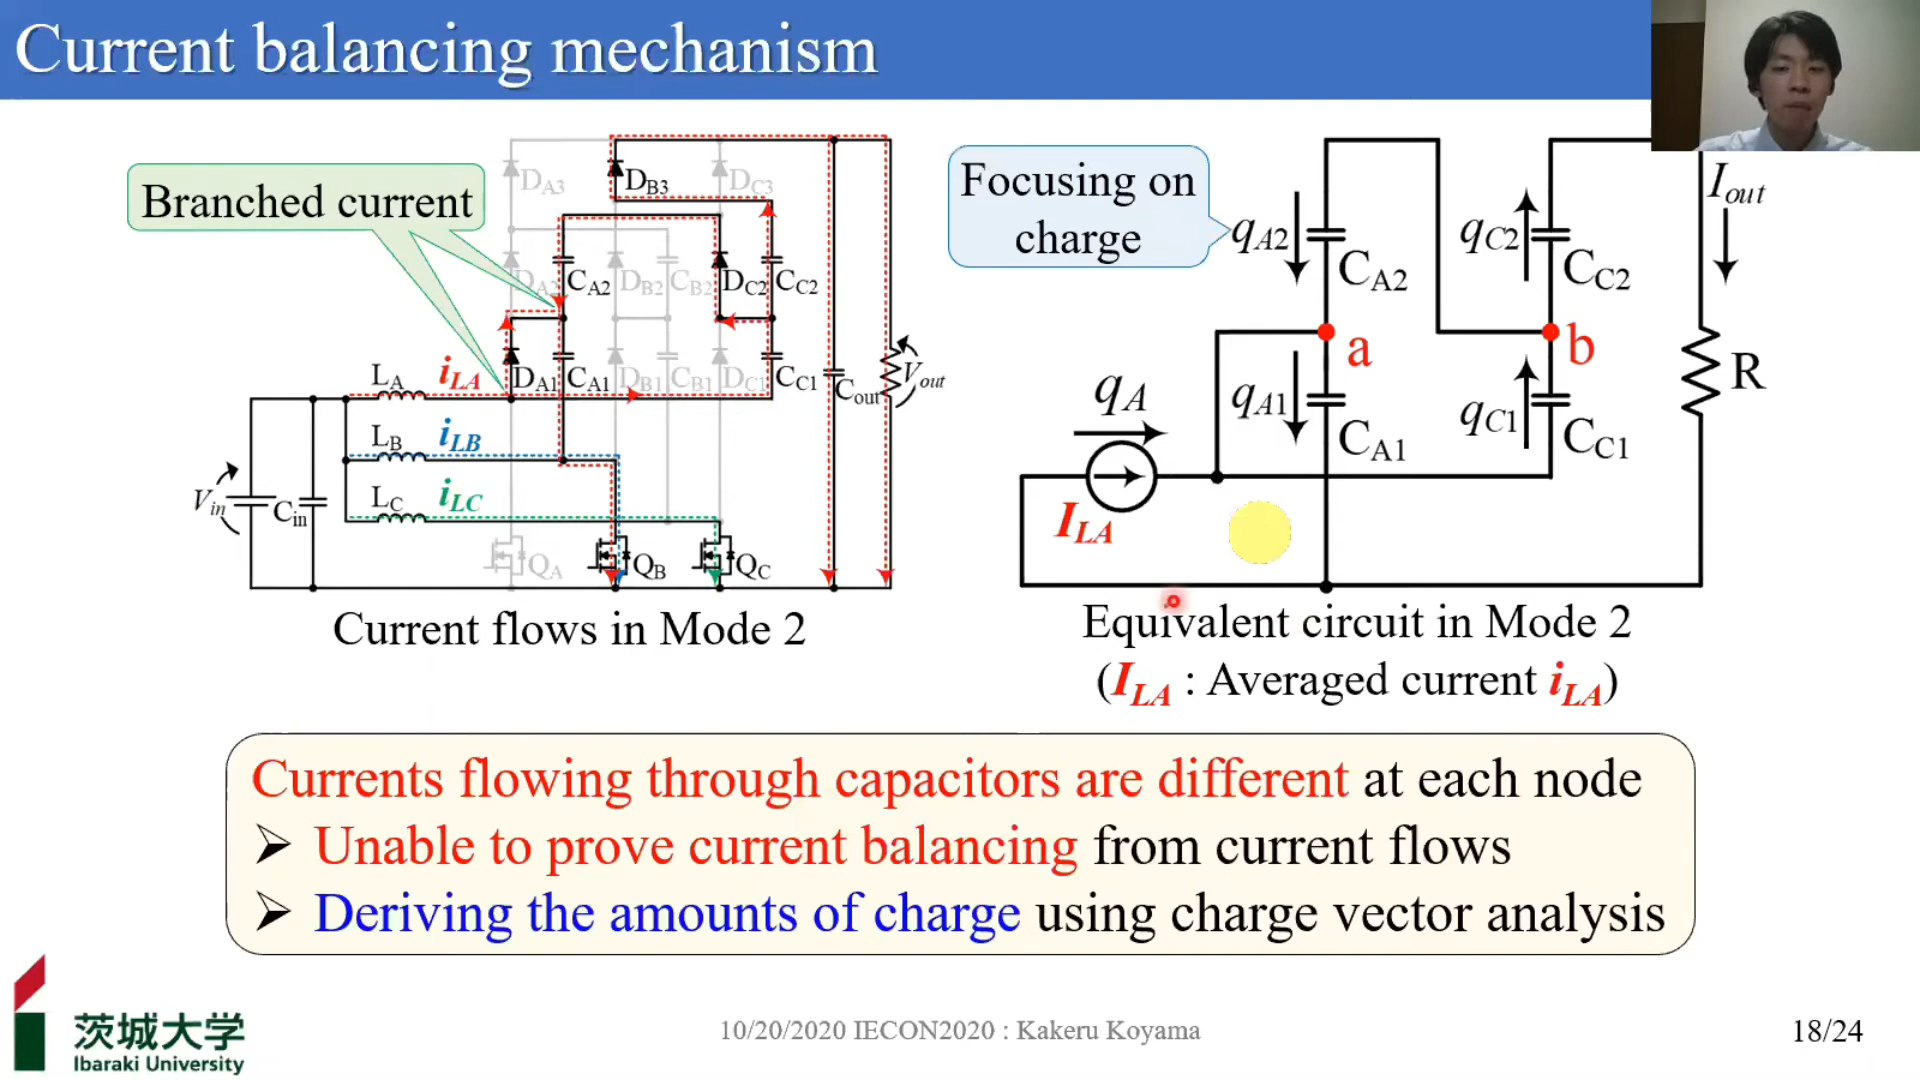 Current balancing mechanism
Branched current
DA3
DB3
DC3
DA2
CA2
DB2
CB2
DC2
CC2
LA
iLA
DA1
CA1
DB1
CB1
DC1
CC1
Cout
Vout
LB
iLB
LC
iLC
Vin
Cin
QA
QB
QC
Current flows in Mode 2
Focusing on
charge
qA2
CA2
qC2
CC2
Iout
a
b
R
qA
qA1
CA1
qC1
CC1
ILA
Equivalent circuit in Mode 2
(ILA : Averaged current iLA)
Currents flowing through capacitors are different at each node
➢ Unable to prove current balancing from current flows
➢ Deriving the amounts of charge using charge vector analysis
茨城大学
Ibaraki University
10/20/2020 IECON2020 : Kakeru Koyama
18/24